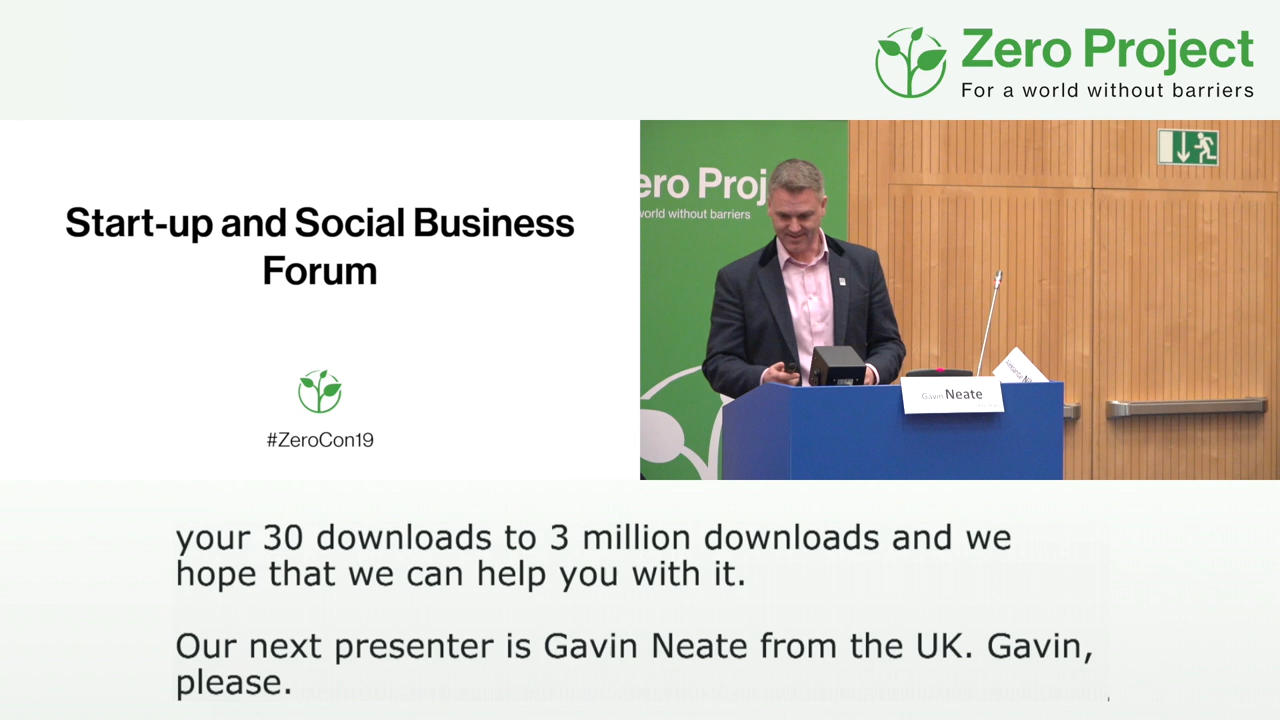 Zero Project
For a world without barriers
Start-up and Social Business
Forum
#ZeroCon19
ero Proj
world without barriers
Gavin Neate
your 30 downloads to 3 million downloads and we
hope that we can help you with it.
Our next presenter is Gavin Neate from the UK. Gavin,
please.